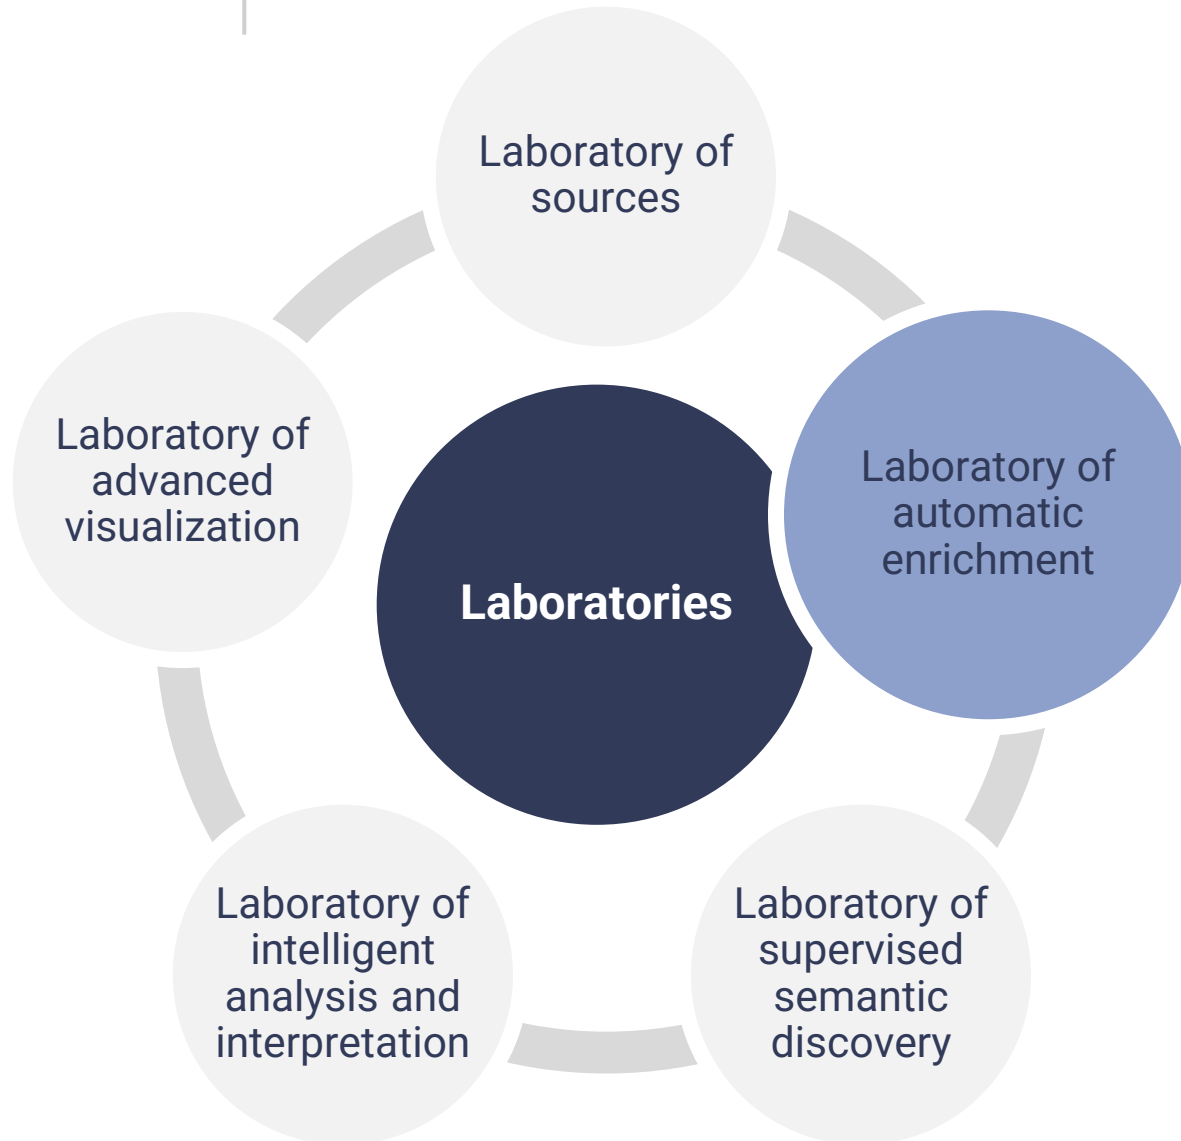 Laboratory of
sources
Laboratory of
advanced
visualization
Laboratory of
automatic
enrichment
Laboratories
Laboratory of
intelligent
analysis and
interpretation
Laboratory of
supervised
semantic
discovery